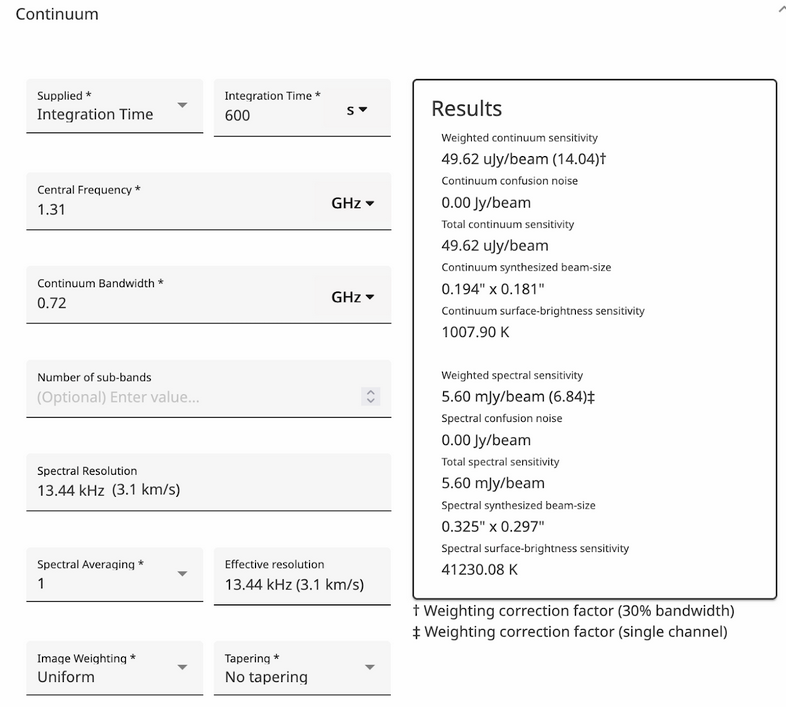 Continuum
Supplied *
Integration Time
Integration Time *
600
s
Central Frequency *
1.31
GHz
Continuum Bandwidth *
0.72
GHz
Number of sub-bands
(Optional) Enter value...
Spectral Resolution
13.44 kHz (3.1 km/s)
Spectral Averaging *
1
Effective resolution
13.44 kHz (3.1 km/s)
Image Weighting *
Uniform
Tapering *
No tapering
Results
Weighted continuum sensitivity
49.62 uJy/beam (14.04)†
Continuum confusion noise
0.00 Jy/beam
Total continuum sensitivity
49.62 uJy/beam
Continuum synthesized beam-size
0.194" x 0.181"
Continuum surface-brightness sensitivity
1007.90 K
Weighted spectral sensitivity
5.60 mJy/beam (6.84)‡
Spectral confusion noise
0.00 Jy/beam
Total spectral sensitivity
5.60 mJy/beam
Spectral synthesized beam-size
0.325" x 0.297"
Spectral surface-brightness sensitivity
41230.08 K
† Weighting correction factor (30% bandwidth)
‡ Weighting correction factor (single channel)